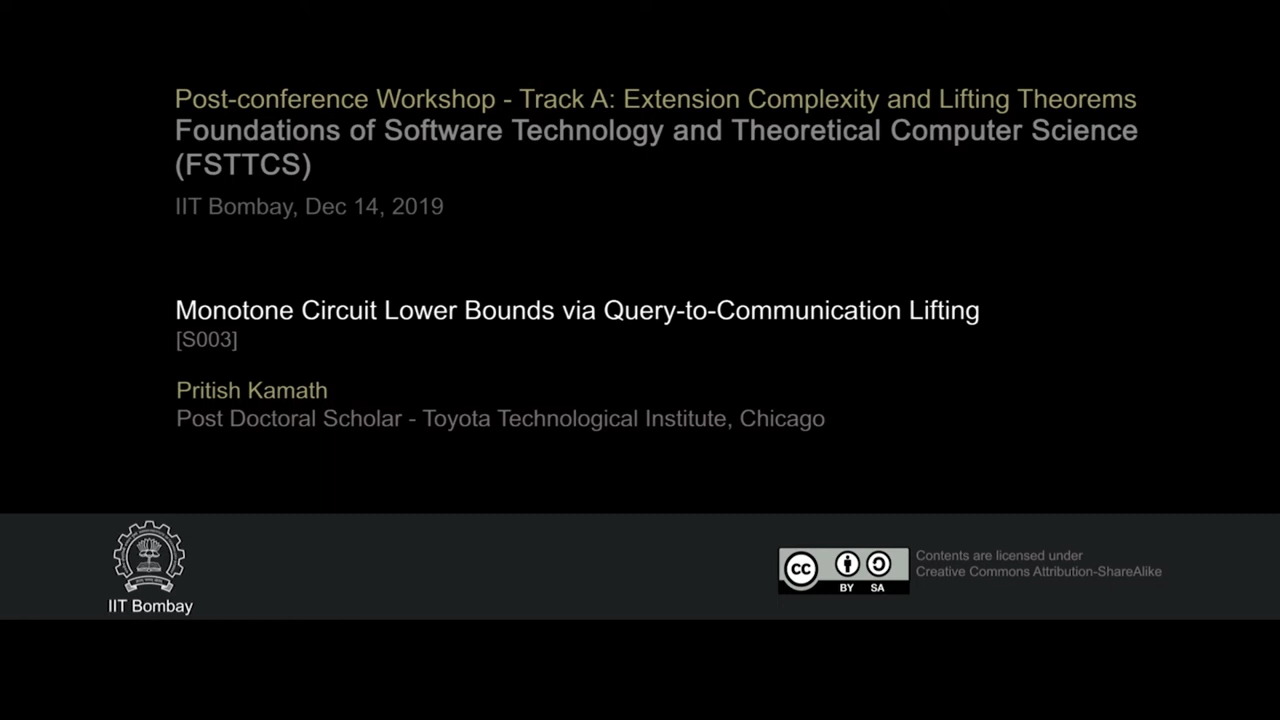 Post-conference Workshop - Track A: Extension Complexity and Lifting Theorems
Foundations of Software Technology and Theoretical Computer Science
(FSTTCS)
IIT Bombay, Dec 14, 2019
Monotone Circuit Lower Bounds via Query-to-Communication Lifting
[S003]
Pritish Kamath
Post Doctoral Scholar - Toyota Technological Institute, Chicago
IIT Bombay
cc
BY SA
Contents are licensed under
Creative Commons Attribution-ShareAlike